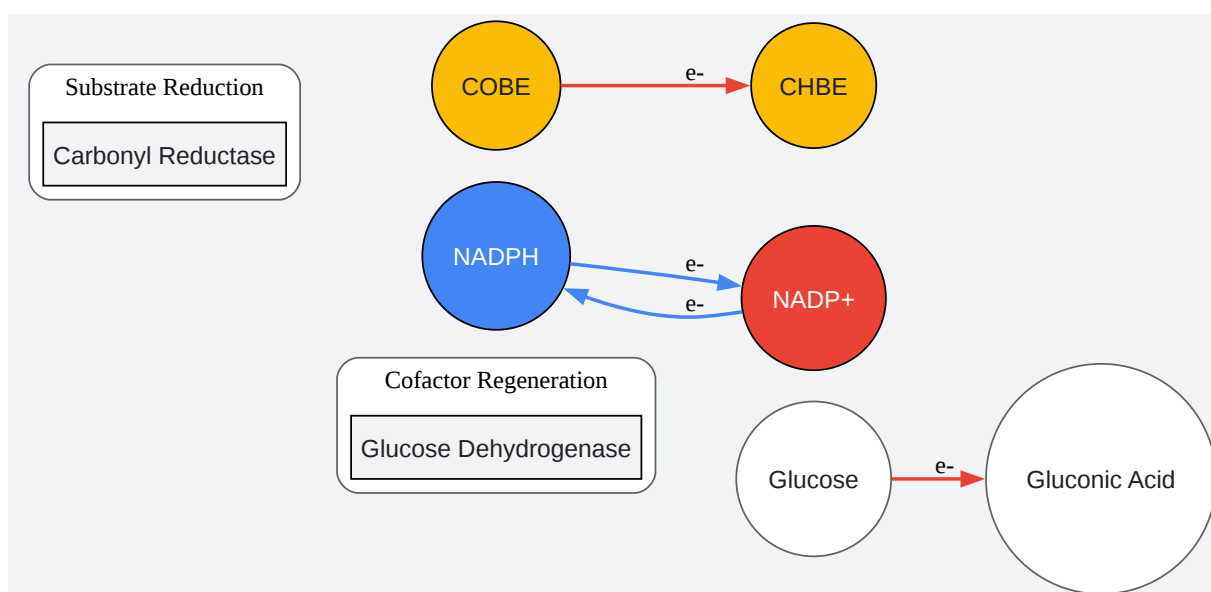 Substrate Reduction
Carbonyl Reductase
COBE
e-
CHBE
NADPH
e-
e-
NADP+
Cofactor Regeneration
Glucose Dehydrogenase
Glucose
e-
Gluconic Acid